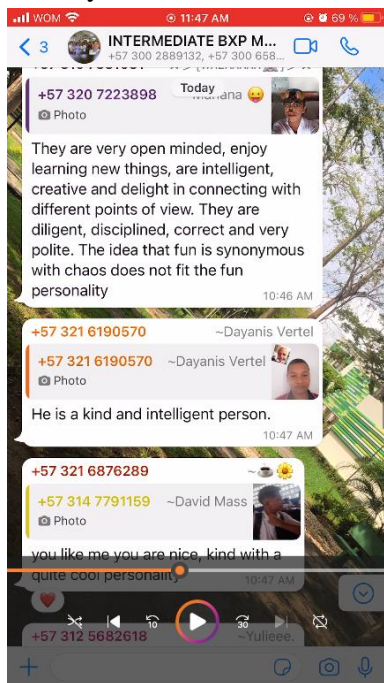 WOM 11:47 AM 69 %
3 INTERMEDIATE BXP M...
+57 300 2889132, +57 300 658...
Today
+57 320 7223898
Photo
They are very open minded, enjoy
learning new things, are intelligent,
creative and delight in connecting with
different points of view. They are
diligent, disciplined, correct and very
polite. The idea that fun is synonymous
with chaos does not fit the fun
personality
10:46 AM
+57 321 6190570 ~Dayanis Vertel
+57 321 6190570 ~Dayanis Vertel
Photo
He is a kind and intelligent person.
10:47 AM
+57 321 6876289 ~
+57 314 7791159 ~David Mass
Photo
you like me you are nice, kind with a
quite cool personality
10:47 AM
10 30
+57 312 5682618 ~Yulieee.